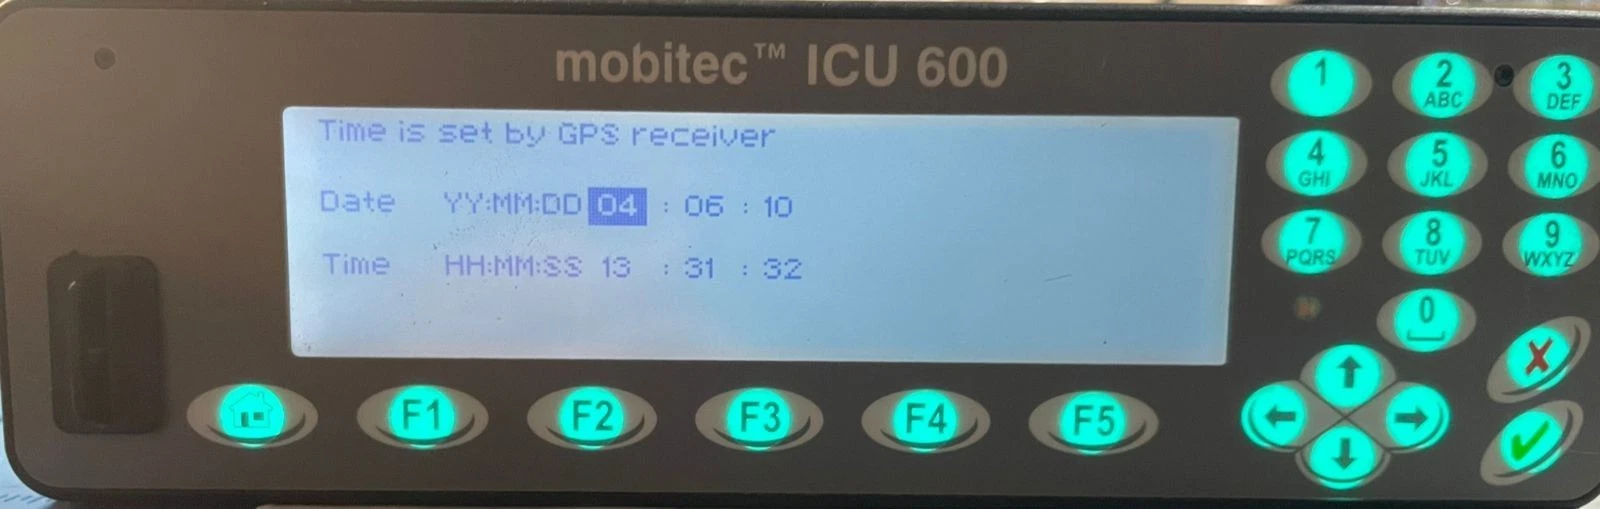 mobitec™ ICU 600
Time is set by GPS receiver
Date YY:MM:DD 04 : 06 : 10
Time HH:MM:SS 13 : 31 : 32
1
2 ABC
3 DEF
4 GHI
5 JKL
6 MNO
7 PQRS
8 TUV
9 WXYZ
0
F1 F2 F3 F4 F5